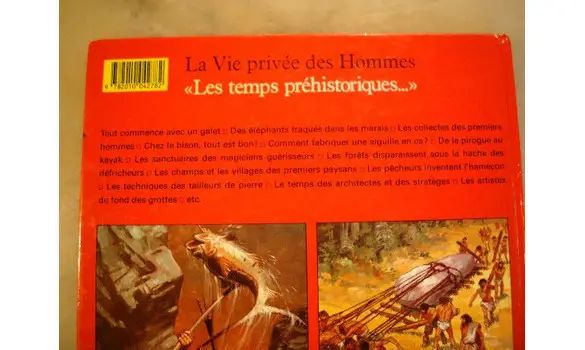 La Vie privée des Hommes
«Les temps préhistoriques...»
9 782010 042782
Tout commence avec un galet □ Des éléphants traqués dans les marais □ Les collectes des premiers
hommes □ Chez le bison, tout est bon! □ Comment fabriquer une aiguille en os? □ De la pirogue au
kayak □ Les sanctuaires des magiciens guérisseurs □ Les forêts disparaissent sous la hache des
défricheurs □ Les champs et les villages des premiers paysans □ Les pêcheurs inventent l'hameçon
□ Les techniques des tailleurs de pierre □ Le temps des architectes et des stratèges □ Les artistes
du fond des grottes □ etc